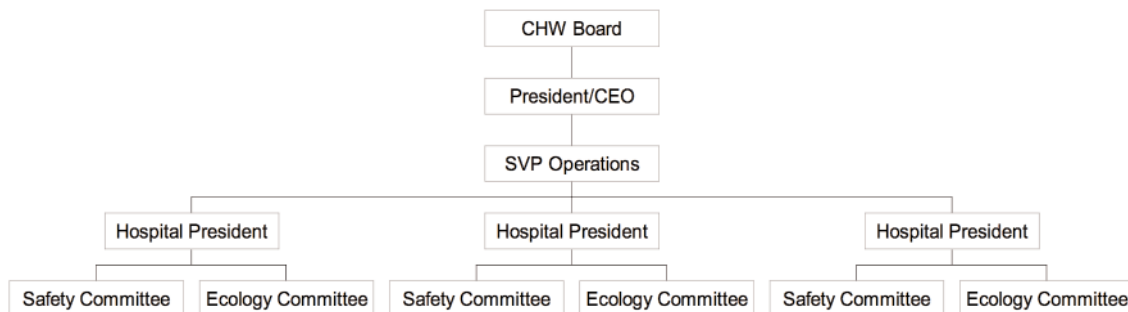 CHW Board
President/CEO
SVP Operations
Hospital President
Hospital President
Hospital President
Safety Committee
Ecology Committee
Safety Committee
Ecology Committee
Safety Committee
Ecology Committee